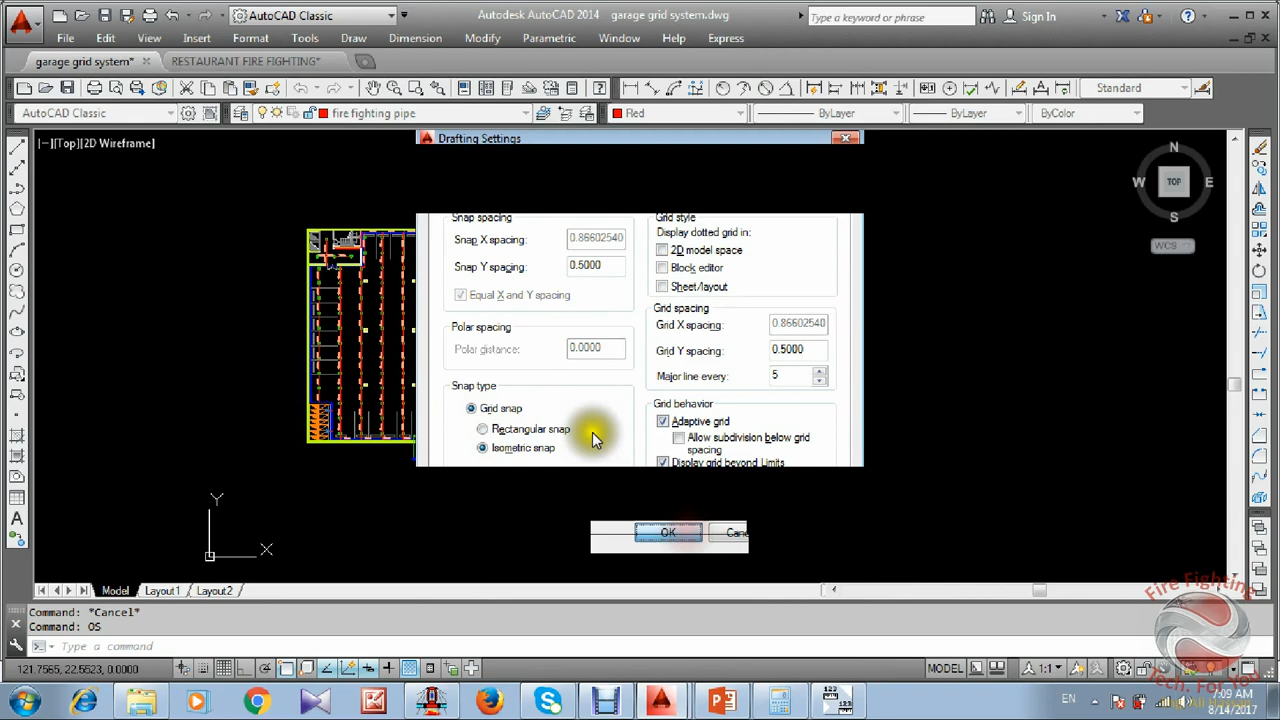 AutoCAD Classic
Autodesk AutoCAD 2014 garage grid system.dwg
Type a keyword or phrase
Sign In
File Edit View Insert Format Tools Draw Dimension Modify Parametric Window Help Express
garage grid system*
RESTAURANT FIRE FIGHTING*
Standard
AutoCAD Classic
fire fighting pipe
Red
ByLayer
ByLayer
ByColor
[−][Top][2D Wireframe]
Drafting Settings
N
W
TOP
E
S
WCS
Snap spacing
Snap X spacing:
0.86602540
Snap Y spacing:
0.5000
Equal X and Y spacing
Polar spacing
Polar distance:
0.0000
Snap type
Grid snap
Rectangular snap
Isometric snap
Grid style
Display dotted grid in:
2D model space
Block editor
Sheet/layout
Grid spacing
Grid X spacing:
0.86602540
Grid Y spacing:
0.5000
Major line every:
5
Grid behavior
Adaptive grid
Allow subdivision below grid
spacing
Display grid beyond Limits
OK
Y
X
Model Layout1 Layout2
Command: *Cancel*
Command: OS
Type a command
121.7565, 22.5523, 0.0000
MODEL
1:1
Fire Fighting
Tech. For You
EN
7:09 AM
8/14/2017